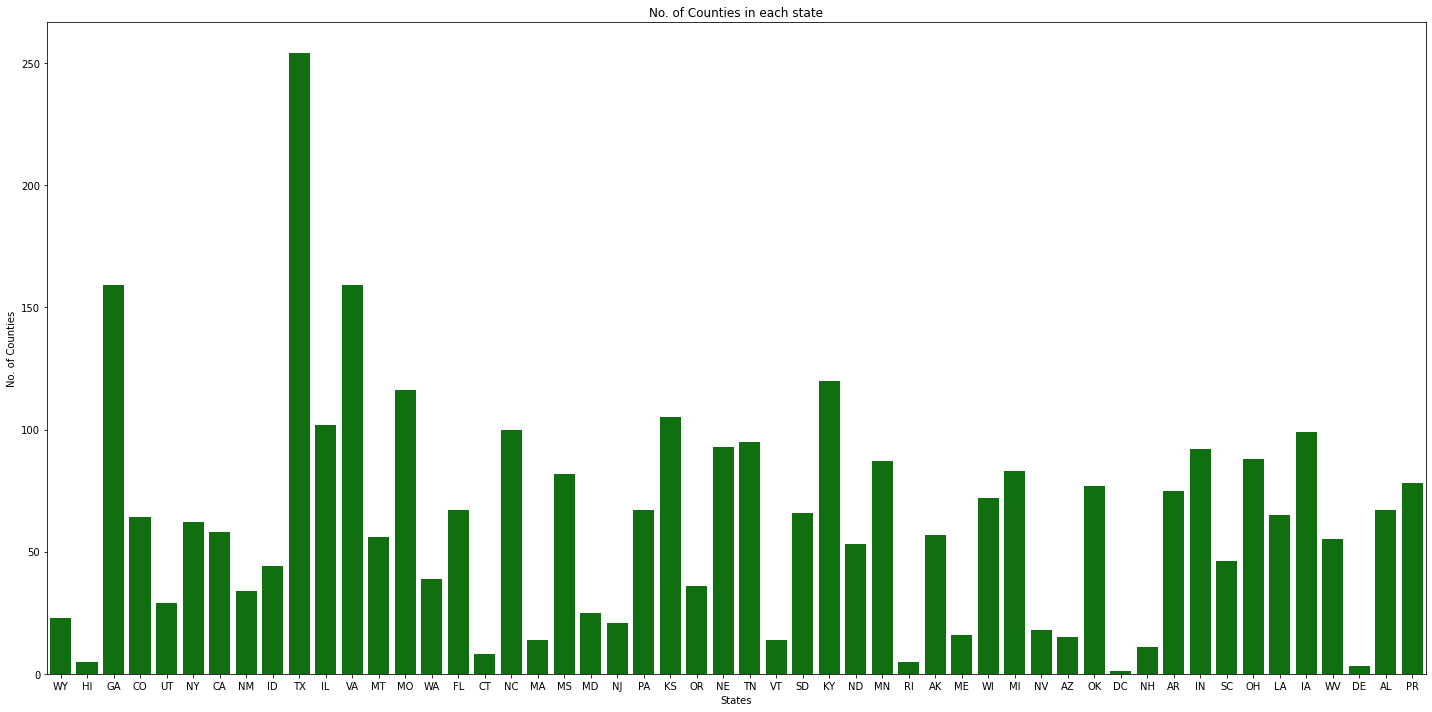 No. of Counties in each state
250
200
150
100
50
0
No. of Counties
WY HI GA CO UT NY CA NM ID TX IL VA MT MO WA FL CT NC MA MS MD NJ PA KS OR NE TN VT SD KY ND MN RI AK ME WI MI NV AZ OK DC NH AR IN SC OH LA IA WV DE AL PR
States